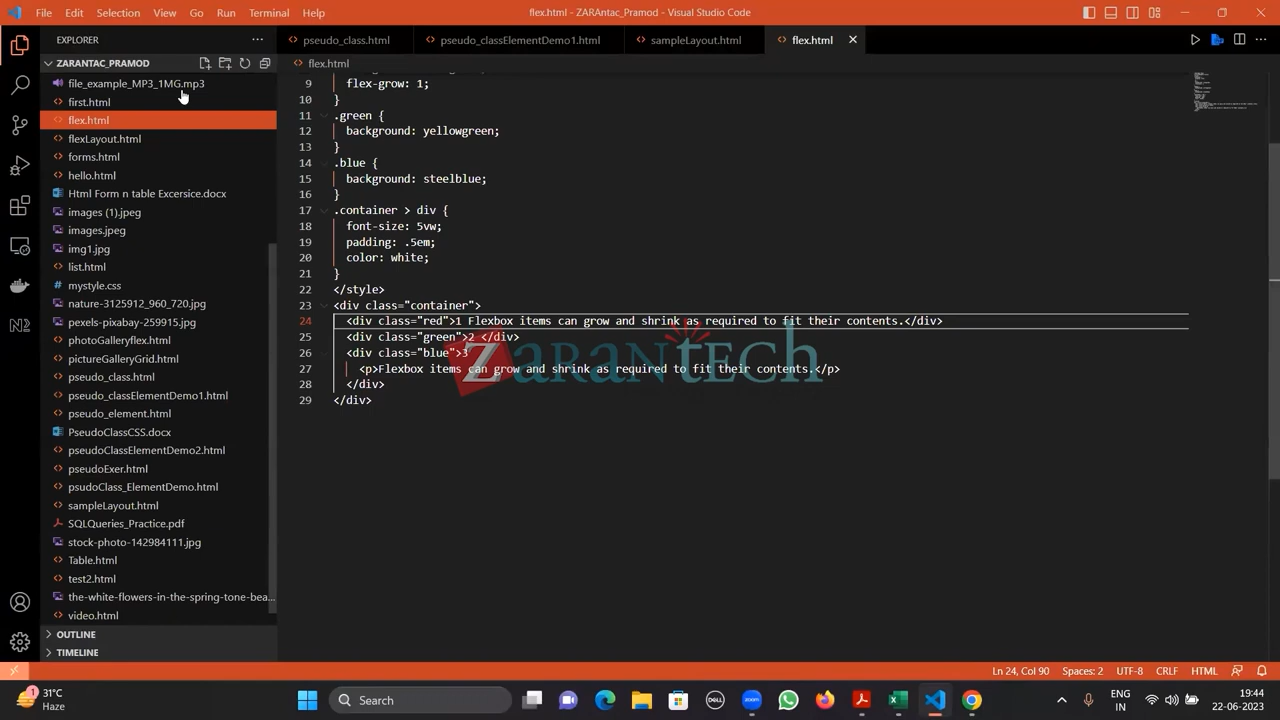 File Edit Selection View Go Run Terminal Help
flex.html - ZARAntac_Pramod - Visual Studio Code
EXPLORER
pseudo_class.html
pseudo_classElementDemo1.html
sampleLayout.html
flex.html
ZARANTAC_PRAMOD
flex.html
file_example_MP3_1MG.mp3
first.html
flex.html
flexLayout.html
forms.html
hello.html
Html Form n table Excersice.docx
images (1).jpeg
images.jpeg
img1.jpg
list.html
mystyle.css
nature-3125912_960_720.jpg
pexels-pixabay-259915.jpg
photoGalleryflex.html
pictureGalleryGrid.html
pseudo_class.html
pseudo_classElementDemo1.html
pseudo_element.html
PseudoClassCSS.docx
pseudoClassElementDemo2.html
pseudoExer.html
psudoClass_ElementDemo.html
sampleLayout.html
SQLQueries_Practice.pdf
stock-photo-142984111.jpg
Table.html
test2.html
the-white-flowers-in-the-spring-tone-bea...
video.html
OUTLINE
TIMELINE
9 flex-grow: 1;
10 }
11 .green {
12 background: yellowgreen;
13 }
14 .blue {
15 background: steelblue;
16 }
17 .container > div {
18 font-size: 5vw;
19 padding: .5em;
20 color: white;
21 }
22 </style>
23 <div class="container">
24 <div class="red">1 Flexbox items can grow and shrink as required to fit their contents.</div>
25 <div class="green">2 </div>
26 <div class="blue">3
27 <p>Flexbox items can grow and shrink as required to fit their contents.</p>
28 </div>
29 </div>
zarantech
Ln 24, Col 90 Spaces: 2 UTF-8 CRLF HTML
1
31°C
Haze
Search
DELL
zoom
ENG
IN
19:44
22-06-2023